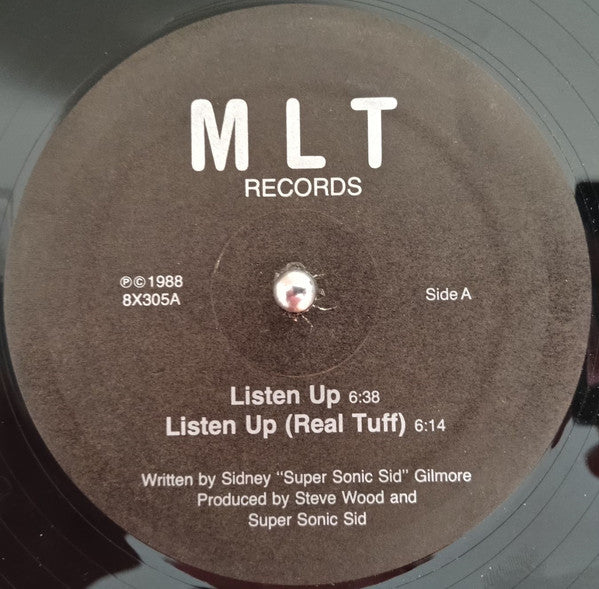 M L T
RECORDS
℗©1988
8X305A
Side A
Listen Up 6:38
Listen Up (Real Tuff) 6:14
Written by Sidney "Super Sonic Sid" Gilmore
Produced by Steve Wood and
Super Sonic Sid